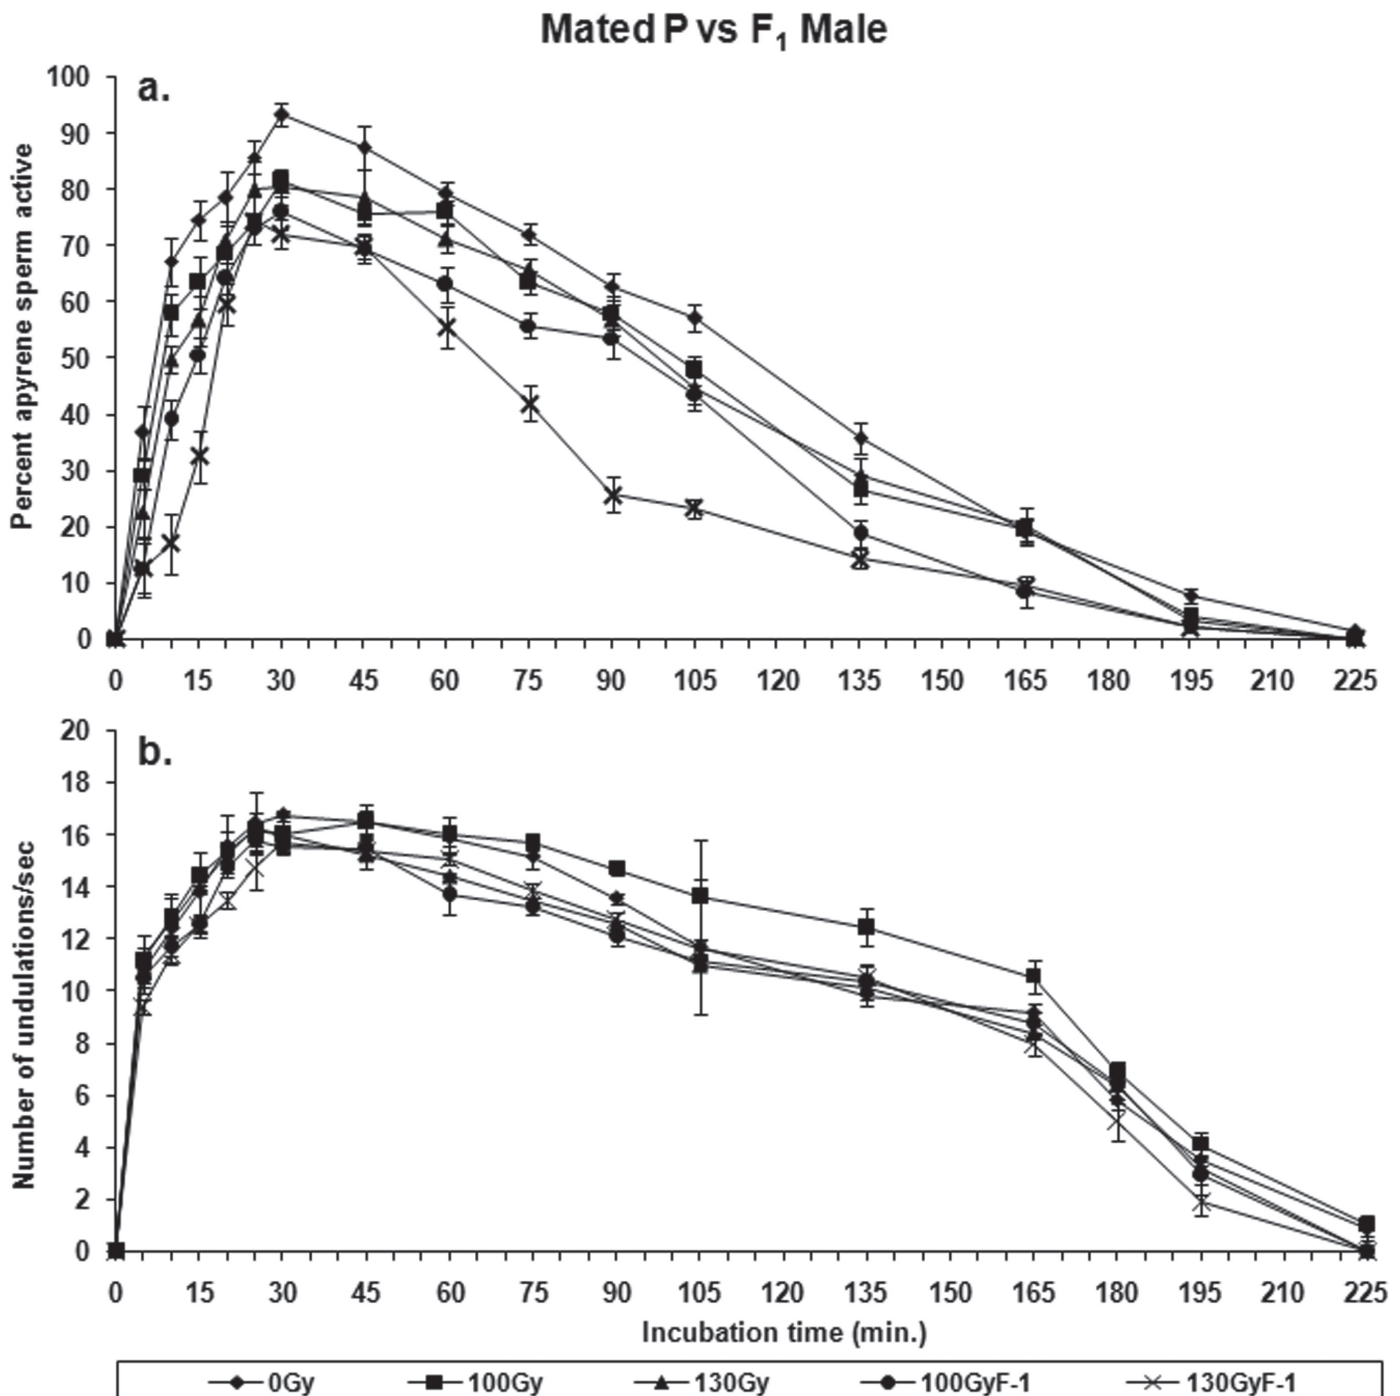 Mated P vs F₁ Male
a.
Percent apyrene sperm active
100
90
80
70
60
50
40
30
20
10
0
0 15 30 45 60 75 90 105 120 135 150 165 180 195 210 225
b.
Number of undulations/sec
20
18
16
14
12
10
8
6
4
2
0
0 15 30 45 60 75 90 105 120 135 150 165 180 195 210 225
Incubation time (min.)
0Gy 100Gy 130Gy 100GyF-1 130GyF-1